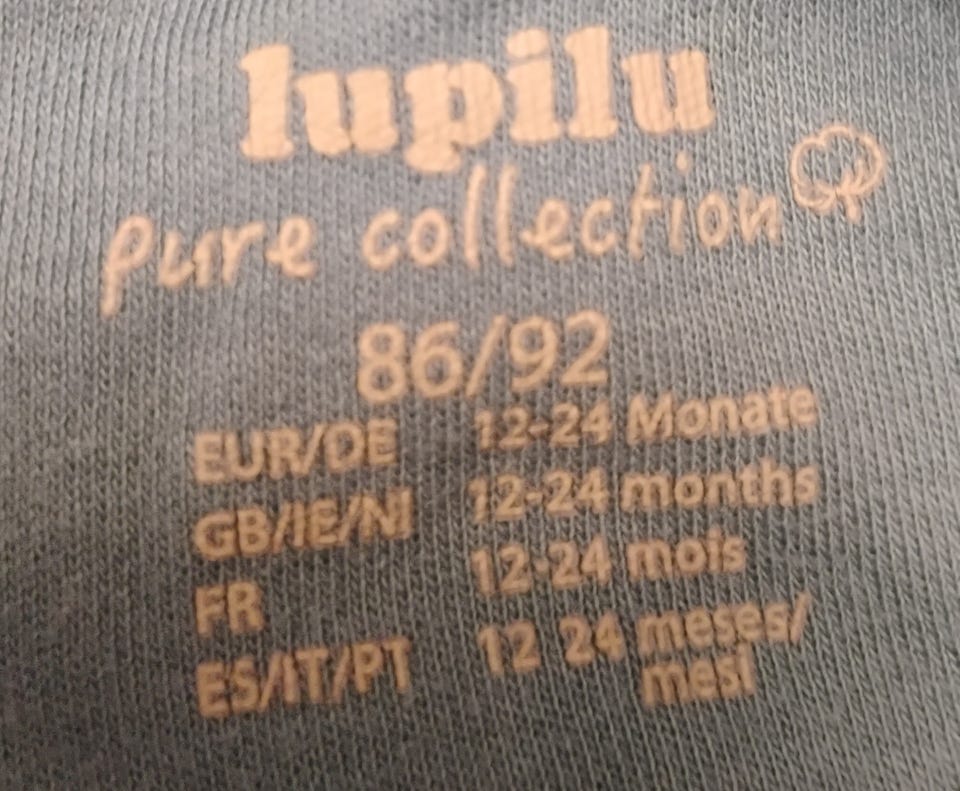 lupilu
pure collection
86/92
EUR/DE 12-24 Monate
GB/IE/NI 12-24 months
FR 12-24 mois
ES/IT/PT 12 24 meses/
mesi